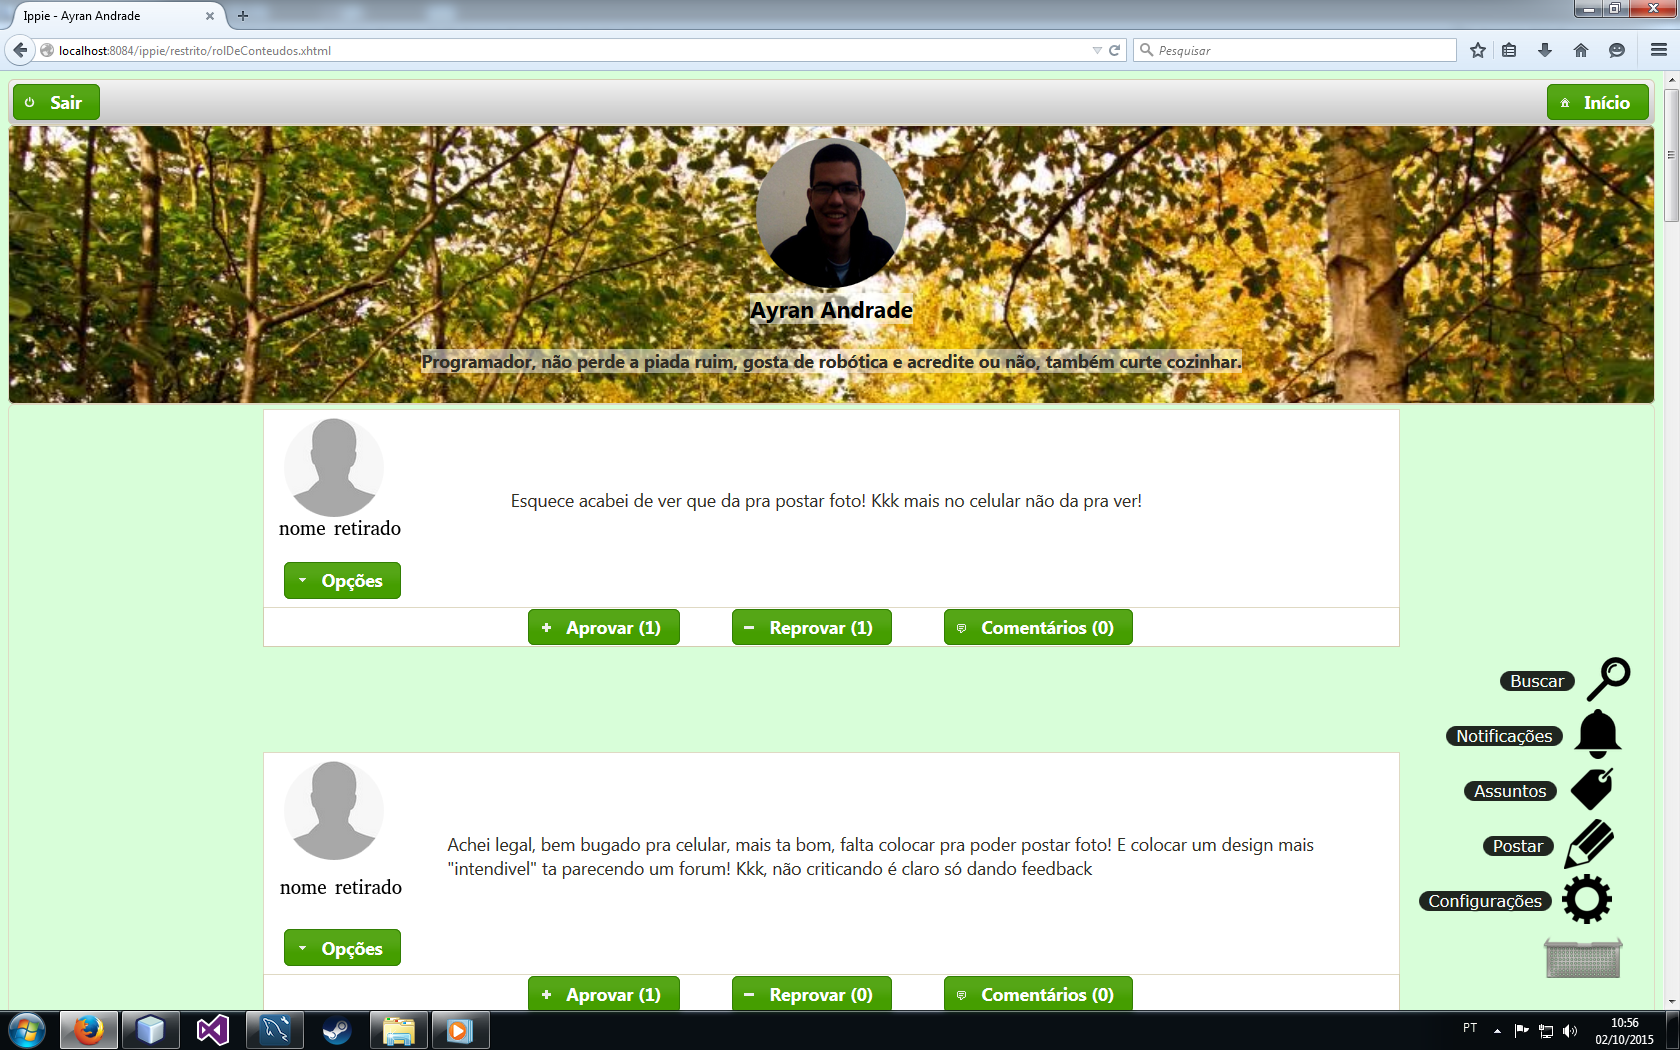 Ippie - Ayran Andrade
localhost:8084/ippie/restrito/rolDeConteudos.xhtml
Pesquisar
Sair
Início
Ayran Andrade
Programador, não perde a piada ruim, gosta de robótica e acredite ou não, também curte cozinhar.
Esquece acabei de ver que da pra postar foto! Kkk mais no celular não da pra ver!
nome retirado
Opções
Aprovar (1)
Reprovar (1)
Comentários (0)
Achei legal, bem bugado pra celular, mais ta bom, falta colocar pra poder postar foto! E colocar um design mais
"intendivel" ta parecendo um forum! Kkk, não criticando é claro só dando feedback
nome retirado
Opções
Aprovar (1)
Reprovar (0)
Comentários (0)
Buscar
Notificações
Assuntos
Postar
Configurações
PT
10:56
02/10/2015